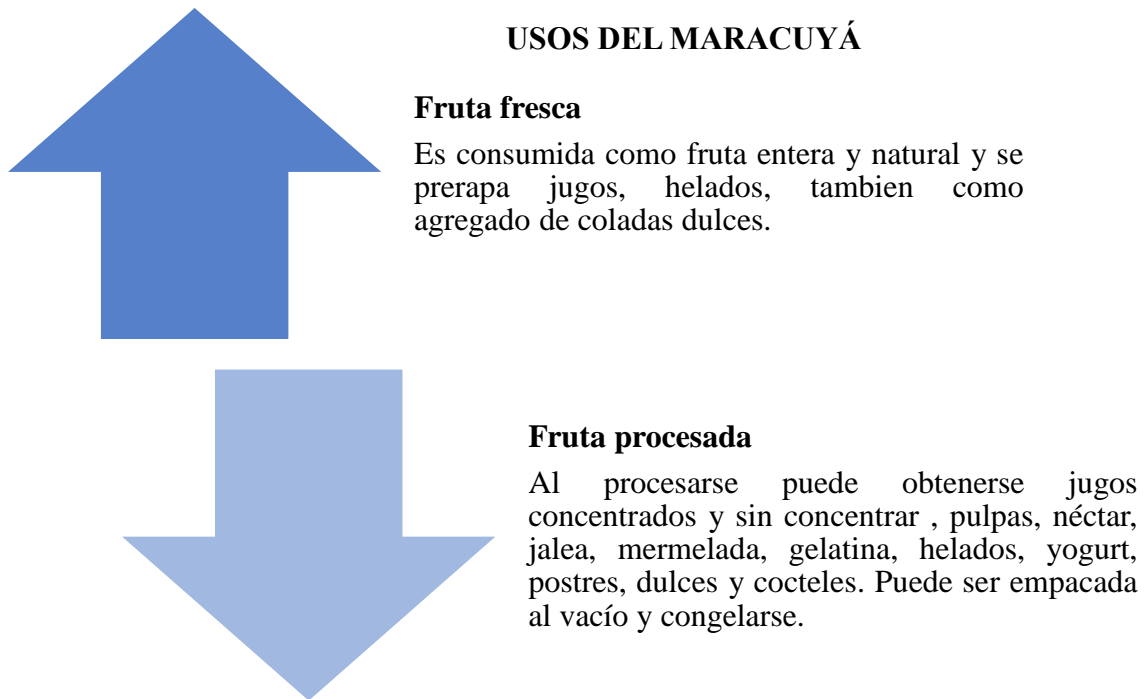 USOS DEL MARACUYÁ
Fruta fresca
Es consumida como fruta entera y natural y se
prerapa jugos, helados, tambien como
agregado de coladas dulces.
Fruta procesada
Al procesarse puede obtenerse jugos
concentrados y sin concentrar , pulpas, néctar,
jalea, mermelada, gelatina, helados, yogurt,
postres, dulces y cocteles. Puede ser empacada
al vacío y congelarse.